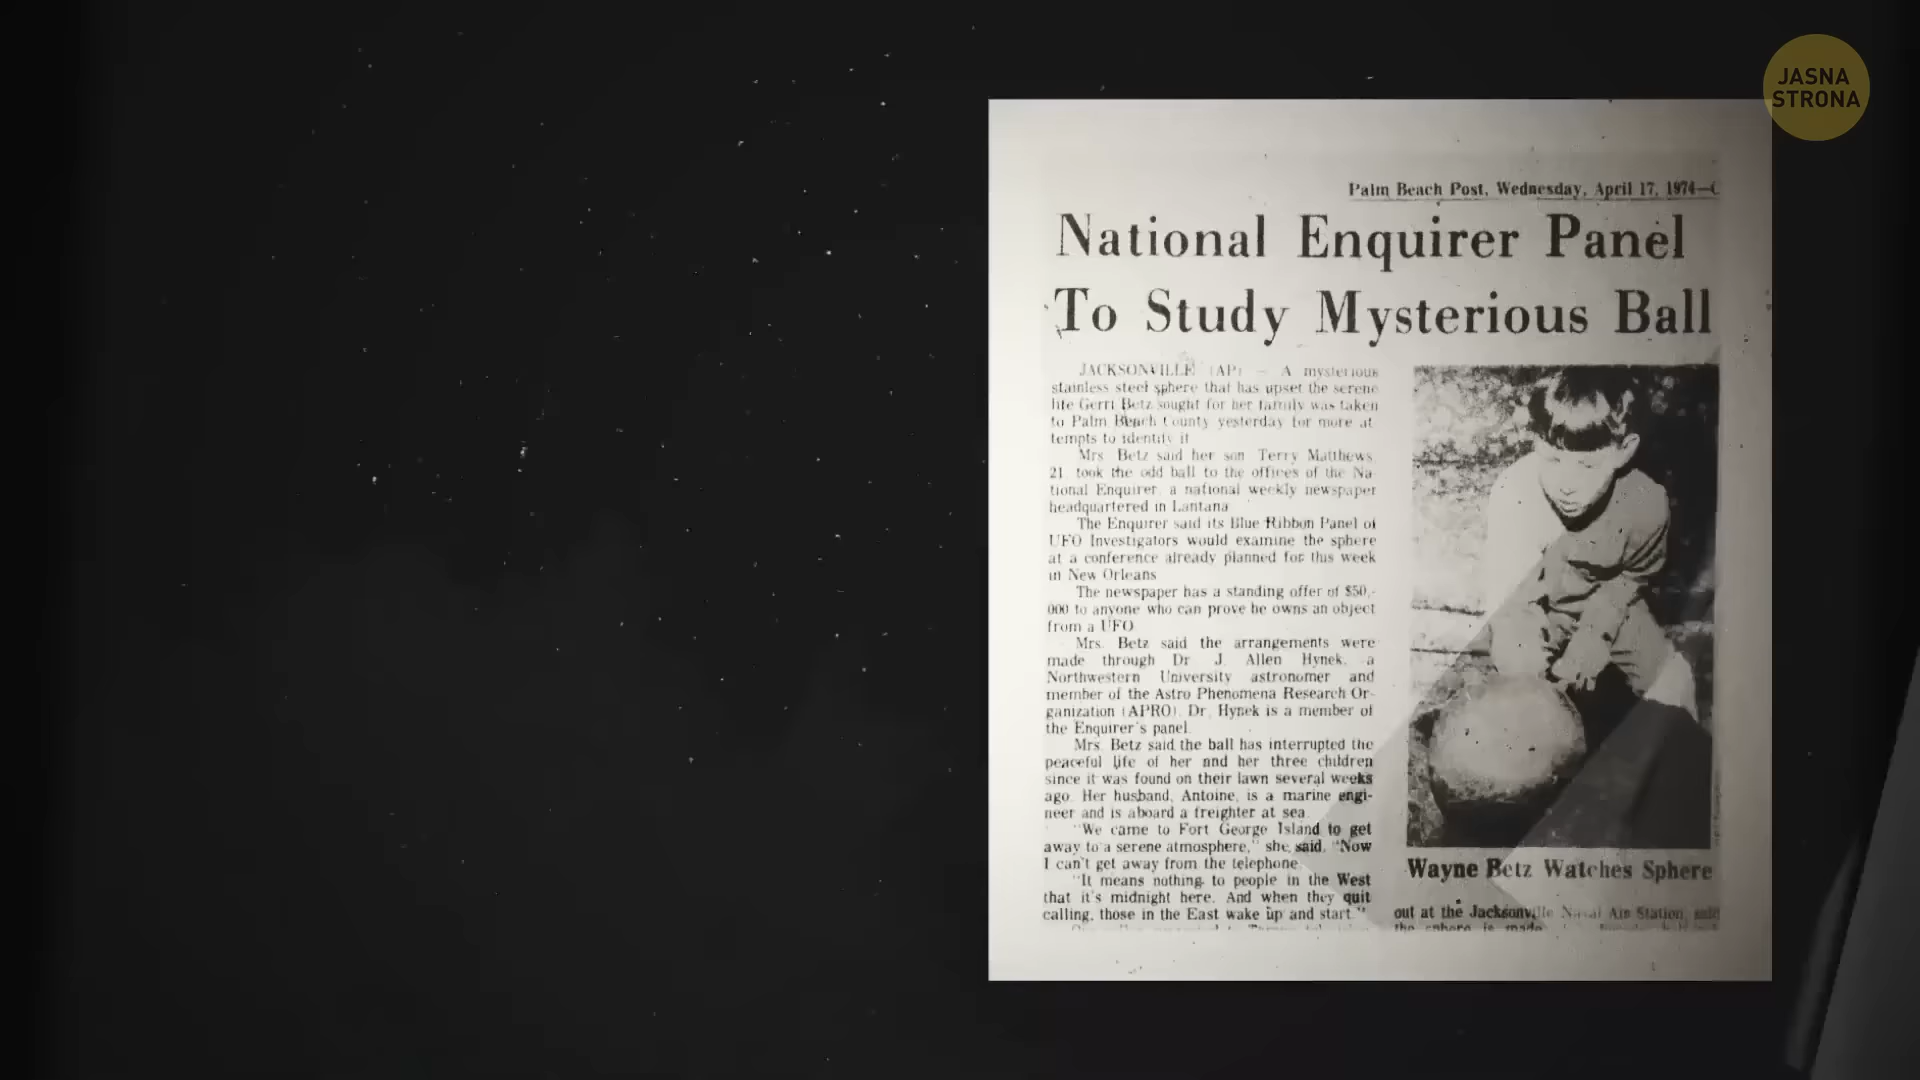 JASNA
STRONA
Palm Beach Post, Wednesday, April 17, 1974—
National Enquirer Panel
To Study Mysterious Ball
JACKSONVILLE (AP) — A mysterious
stainless steel sphere that has upset the serene
life Gerri Betz sought for her family was taken
to Palm Beach County yesterday for more at
tempts to identify it
Mrs. Betz said her son Terry Matthews
21 took the odd ball to the offices of the Na-
tional Enquirer a national weekly newspaper
headquartered in Lantana
The Enquirer said its Blue Ribbon Panel of
UFO Investigators would examine the sphere
at a conference already planned for this week
in New Orleans
The newspaper has a standing offer of $50,-
000 to anyone who can prove he owns an object
from a UFO
Mrs. Betz said the arrangements were
made through Dr J. Allen Hynek, a
Northwestern University astronomer and
member of the Astro Phenomena Research Or-
ganization (APRO). Dr. Hynek is a member of
the Enquirer's panel.
Mrs. Betz said the ball has interrupted the
peaceful life of her and her three children
since it was found on their lawn several weeks
ago. Her husband, Antoine, is a marine engi-
neer and is aboard a freighter at sea.
"We came to Fort George Island to get
away to a serene atmosphere," she said. "Now
I can't get away from the telephone
"It means nothing to people in the West
that it's midnight here. And when they quit
calling, those in the East wake up and start."
Wayne Betz Watches Sphere
out at the Jacksonville Naval Air Station, said
the sphere is made